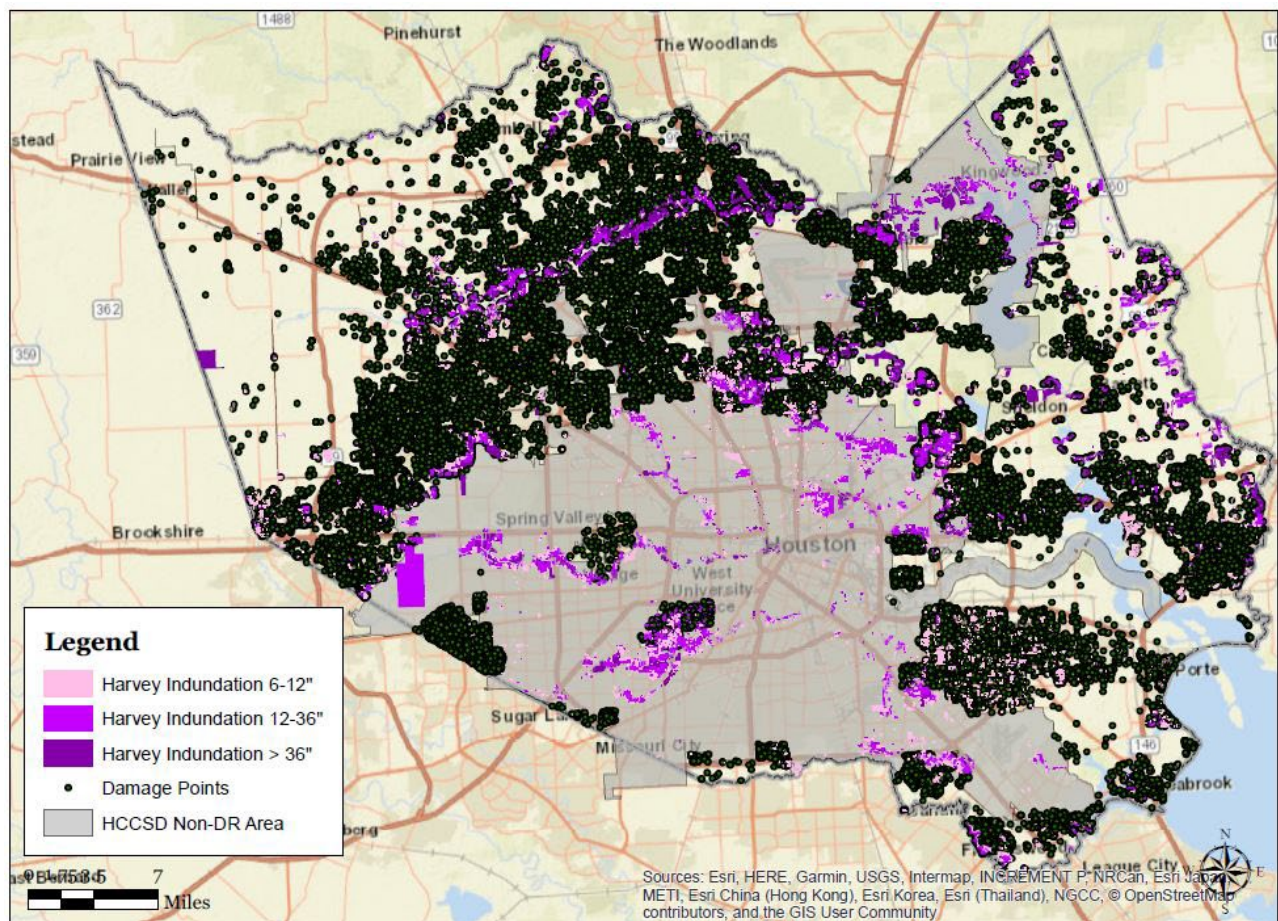 1488
Pinehurst
The Woodlands
Prairie View
362
359
Kingwood
Sheldon
Brookshire
Spring Valley
Houston
West
University
Legend
Harvey Indundation 6-12"
Harvey Indundation 12-36"
Harvey Indundation > 36"
Damage Points
HCCSD Non-DR Area
Sugar La
Missouri City
Porte
146
eabrook
League City
N
E
S
7
Miles
Sources: Esri, HERE, Garmin, USGS, Intermap, INCREMENT P, NRCan, Esri Japan,
METI, Esri China (Hong Kong), Esri Korea, Esri (Thailand), NGCC, © OpenStreetMap
contributors, and the GIS User Community